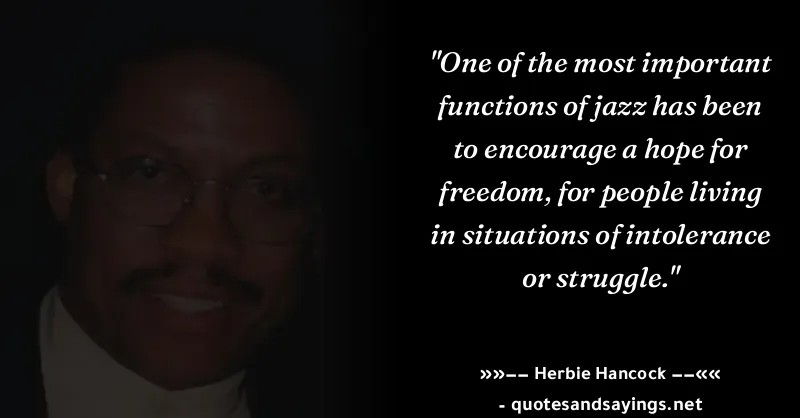 "One of the most important
functions of jazz has been
to encourage a hope for
freedom, for people living
in situations of intolerance
or struggle."
»»−− Herbie Hancock −−««
- quotesandsayings.net